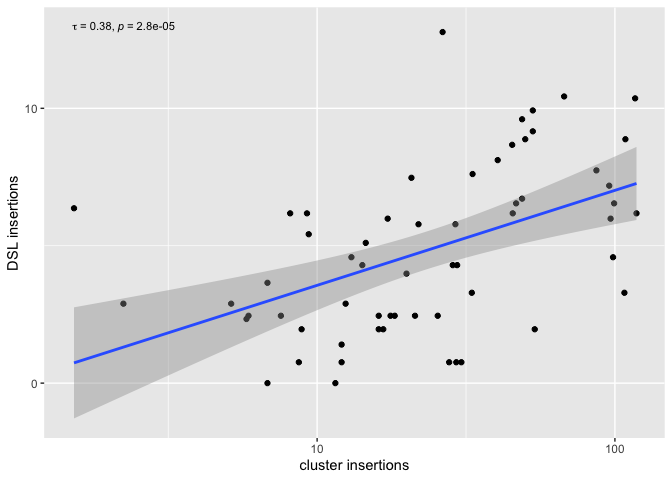 τ = 0.38, p = 2.8e-05
10
0
DSL insertions
10 100
cluster insertions